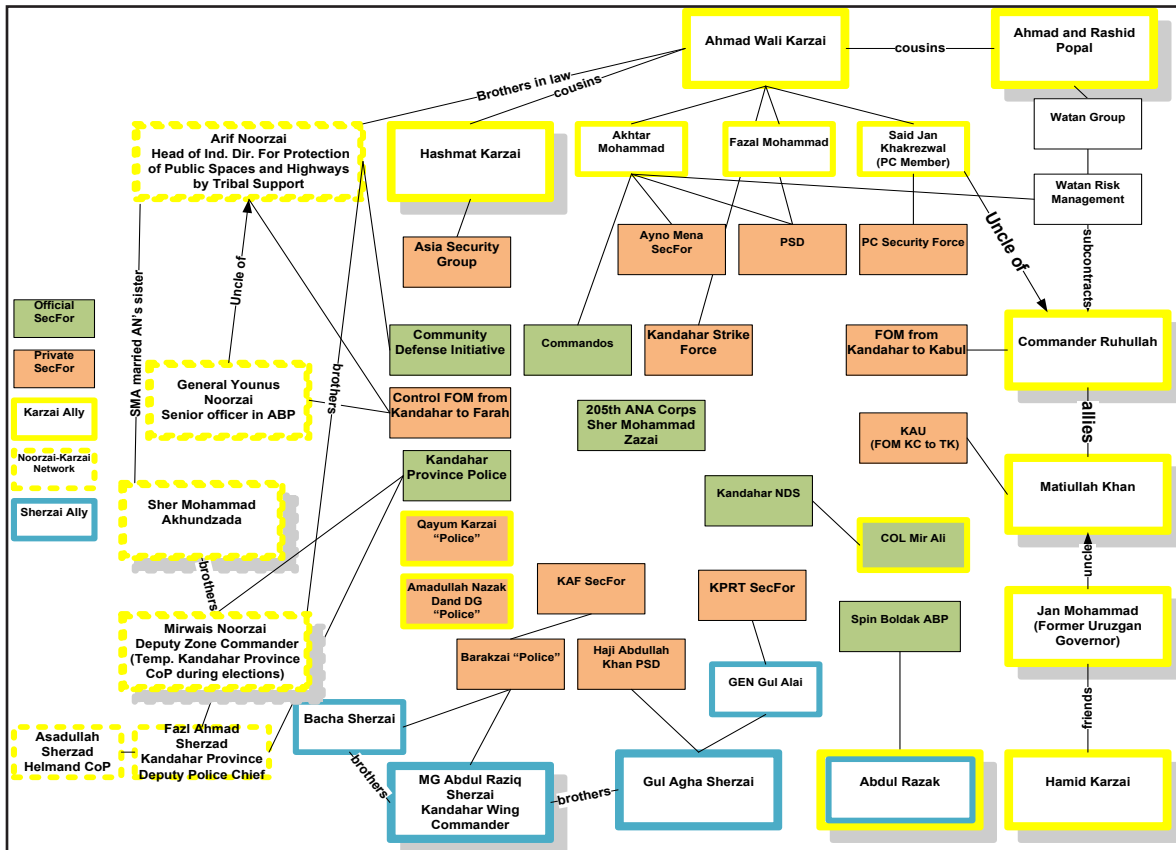 Ahmad Wali Karzai
cousins
Ahmad and Rashid
Popal
Brothers in law
cousins
Arif Noorzai
Head of Ind. Dir. For Protection
of Public Spaces and Highways
by Tribal Support
Hashmat Karzai
Akhtar
Mohammad
Fazal Mohammad
Said Jan
Khakrezwal
(PC Member)
Watan Group
Watan Risk
Management
Asia Security
Group
Ayno Mena
SecFor
PSD
PC Security Force
Uncle of
subcontracts
SMA married AN's sister
Uncle of
brothers
Official
SecFor
Private
SecFor
Karzai Ally
Noorzai-Karzai
Network
Sherzai Ally
Community
Defense Initiative
Commandos
Kandahar Strike
Force
FOM from
Kandahar to Kabul
Commander Ruhullah
General Younus
Noorzai
Senior officer in ABP
Control FOM from
Kandahar to Farah
205th ANA Corps
Sher Mohammad
Zazai
allies
KAU
(FOM KC to TK)
Kandahar
Province Police
Kandahar NDS
Matiullah Khan
Sher Mohammad
Akhundzada
Qayum Karzai
“Police”
COL Mir Ali
brothers
Amadullah Nazak
Dand DG
“Police”
KAF SecFor
KPRT SecFor
uncle
Mirwais Noorzai
Deputy Zone Commander
(Temp. Kandahar Province
CoP during elections)
Barakzai “Police”
Haji Abdullah
Khan PSD
GEN Gul Alai
Spin Boldak ABP
Jan Mohammad
(Former Uruzgan
Governor)
Bacha Sherzai
friends
Asadullah
Sherzad
Helmand CoP
Fazl Ahmad
Sherzad
Kandahar Province
Deputy Police Chief
brothers
MG Abdul Raziq
Sherzai
Kandahar Wing
Commander
brothers
Gul Agha Sherzai
Abdul Razak
Hamid Karzai